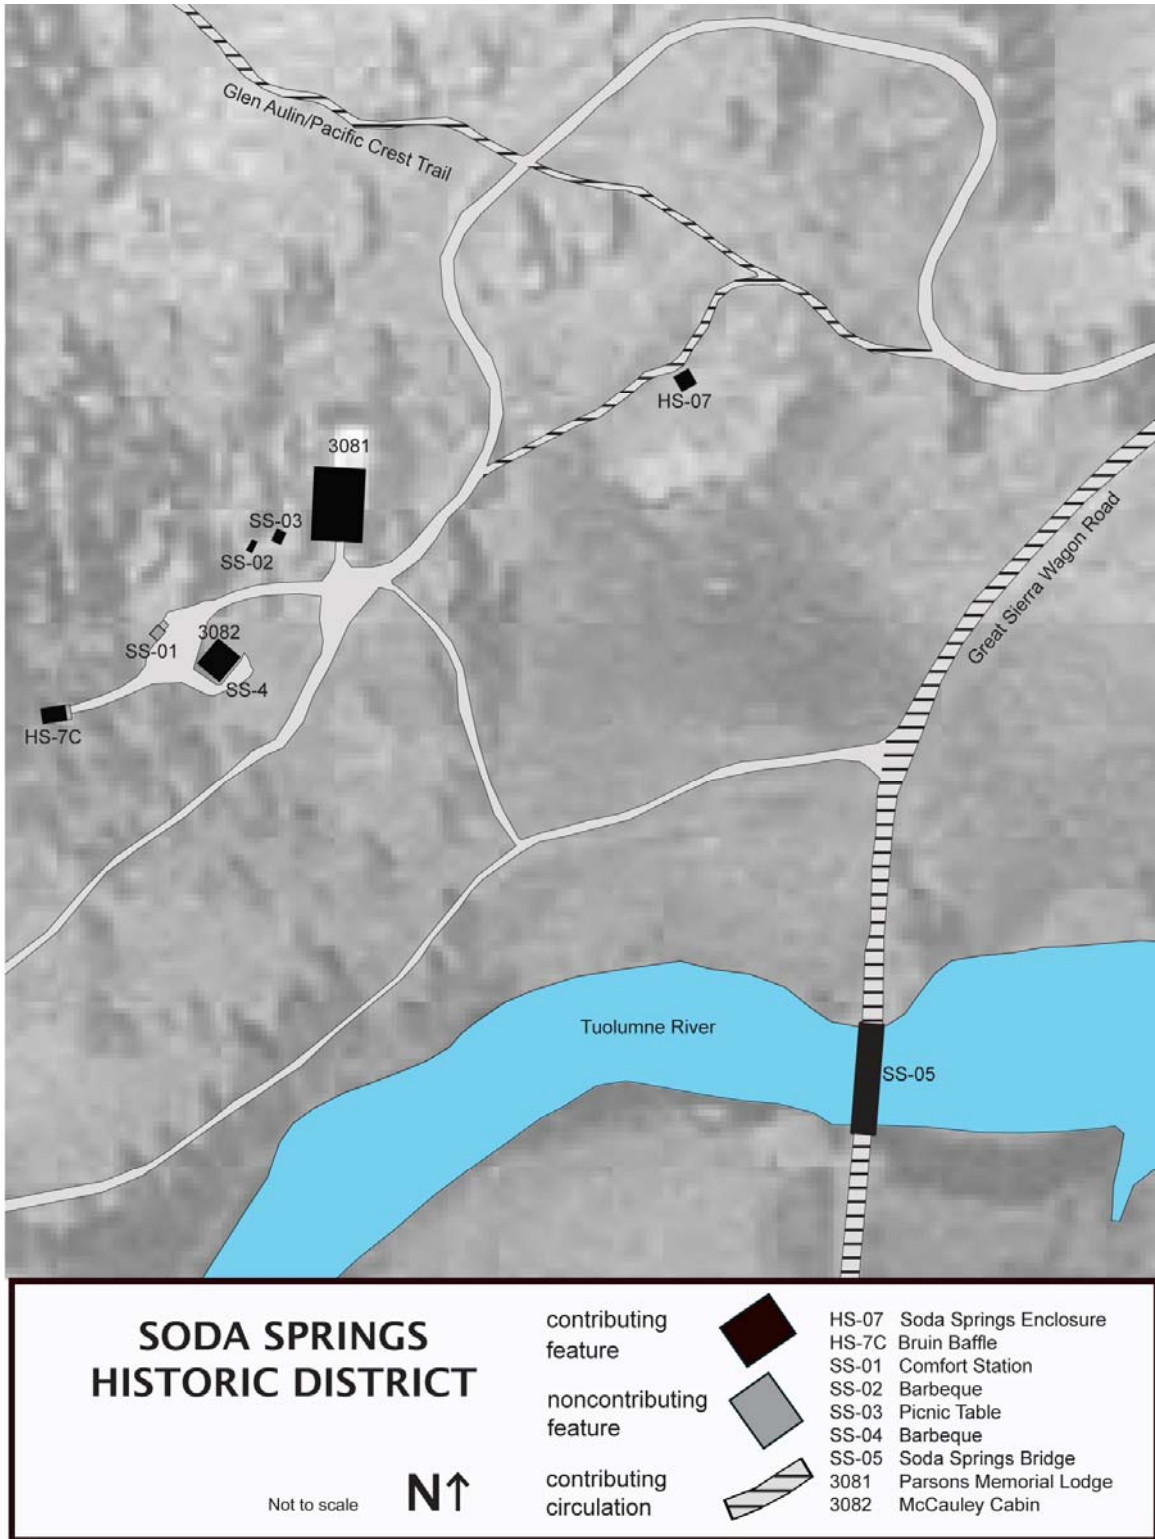 Glen Aulin/Pacific Crest Trail
HS-07
3081
SS-03
SS-02
Great Sierra Wagon Road
3082
SS-01
SS-4
HS-7C
Tuolumne River
SS-05
SODA SPRINGS
HISTORIC DISTRICT
Not to scale
N↑
contributing
feature
noncontributing
feature
contributing
circulation
HS-07 Soda Springs Enclosure
HS-7C Bruin Baffle
SS-01 Comfort Station
SS-02 Barbeque
SS-03 Picnic Table
SS-04 Barbeque
SS-05 Soda Springs Bridge
3081 Parsons Memorial Lodge
3082 McCauley Cabin